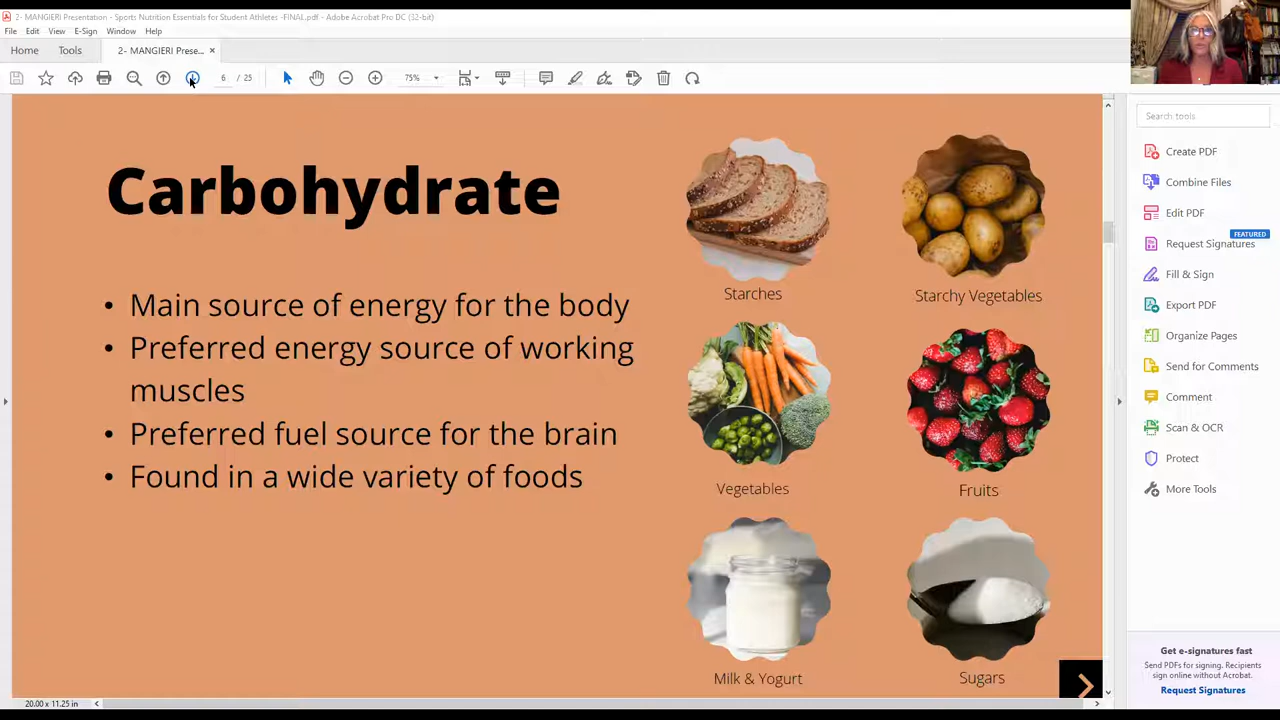 2- MANGIERI Presentation - Sports Nutrition Essentials for Student Athletes -FINAL.pdf - Adobe Acrobat Pro DC (32-bit)
File Edit View E-Sign Window Help
Home Tools 2- MANGIERI Prese... ×
6 / 25 75%
Search tools
Create PDF
Combine Files
Edit PDF
FEATURED
Request Signatures
Fill & Sign
Export PDF
Organize Pages
Send for Comments
Comment
Scan & OCR
Protect
More Tools
Carbohydrate
• Main source of energy for the body
• Preferred energy source of working
muscles
• Preferred fuel source for the brain
• Found in a wide variety of foods
Starches
Starchy Vegetables
Vegetables
Fruits
Milk & Yogurt
Sugars
Get e-signatures fast
Send PDFs for signing. Recipients
sign online without Acrobat.
Request Signatures
20.00 x 11.25 in